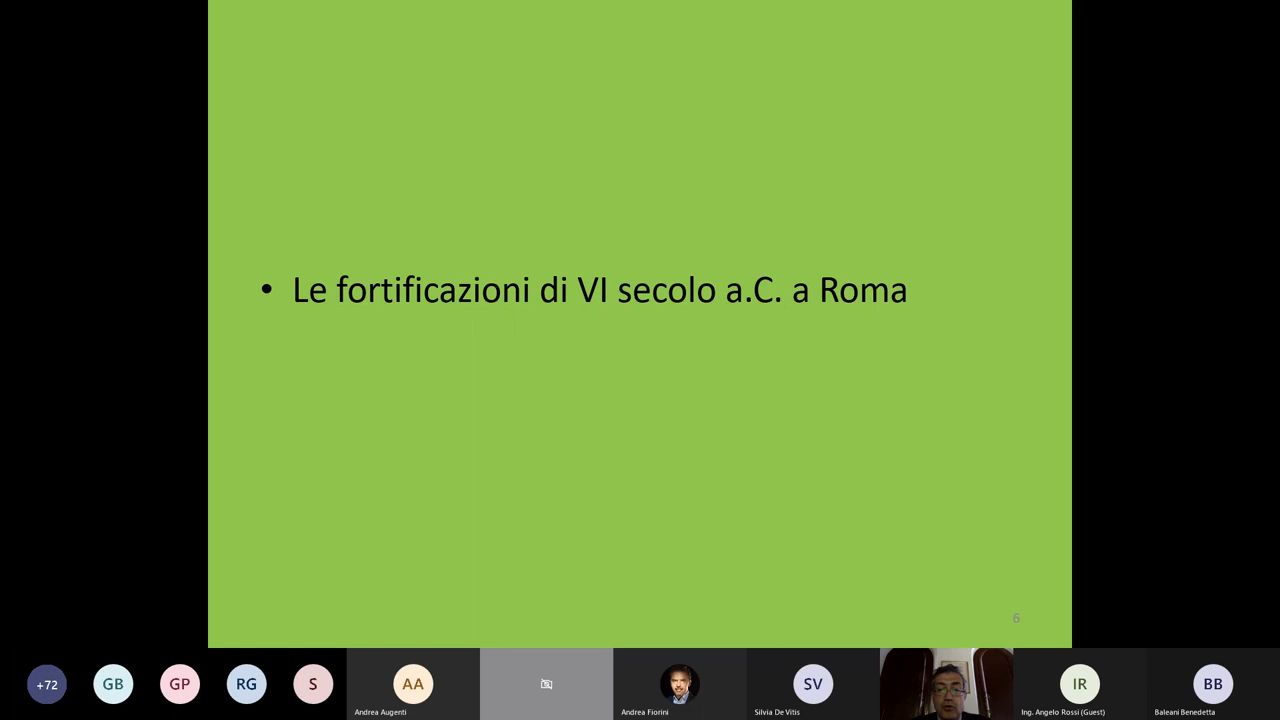 • Le fortificazioni di VI secolo a.C. a Roma
6
+72
GB
GP
RG
S
AA
Andrea Augenti
Andrea Fiorini
SV
Silvia De Vitis
IR
Ing. Angelo Rossi (Guest)
BB
Baleani Benedetta